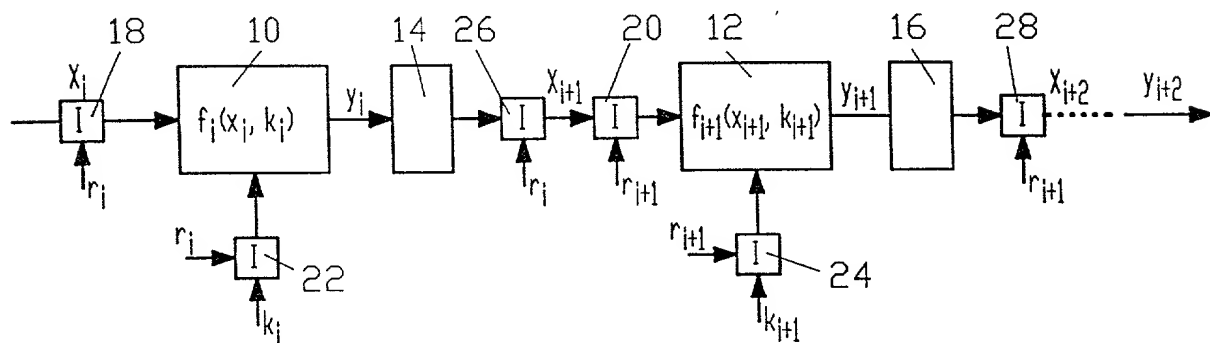 18 10 14 26 20 12 16 28
x_i x_{i+1} x_{i+2} y_{i+2}
I f_i(x_i, k_i) y_i I I f_{i+1}(x_{i+1}, k_{i+1}) y_{i+1} I
r_i r_i r_{i+1} r_{i+1}
r_i I 22 r_{i+1} I 24
k_i k_{i+1}